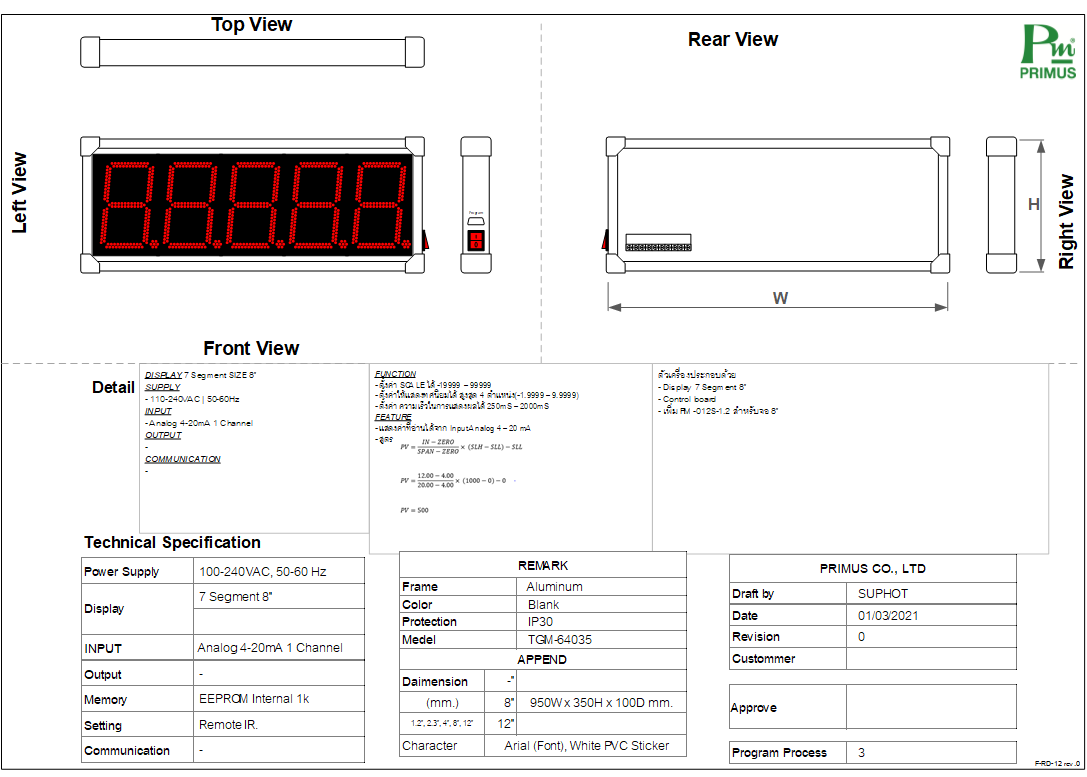 Top View
Rear View
Pm
PRIMUS
Left View
Program
H
Right View
W
Front View
Detail
DISPLAY 7 Segment SIZE 8"
SUPPLY
- 110-240VAC | 50-60Hz
INPUT
-Analog 4-20mA 1 Channel
OUTPUT
-
COMMUNICATION
-
FUNCTION
-ตั้งค่า SCALE ได้ -19999 – 99999
-ตั้งค่าให้แสดงทศนิยมได้ สูงสุด 4 ตำแหน่ง(-1.9999 – 9.9999)
-ตั้งค่า ความเร็วในการแสดงผลได้ 250mS – 2000mS
FEATURE
-แสดงค่าที่อ่านได้จาก InputAnalog 4 – 20 mA
-สูตร
PV = IN − ZERO / SPAN − ZERO × (SLH − SLL) − SLL
PV = 12.00 − 4.00 / 20.00 − 4.00 × (1000 − 0) − 0
PV = 500
ตัวเครื่องประกอบด้วย
- Display 7 Segment 8"
- Control board
- เพิ่ม PM -012S-1.2 สำหรับจอ 8"
Technical Specification
Power Supply 100-240VAC, 50-60 Hz
Display 7 Segment 8"
INPUT Analog 4-20mA 1 Channel
Output -
Memory EEPROM Internal 1k
Setting Remote IR.
Communication -
REMARK
Frame Aluminum
Color Blank
Protection IP30
Medel TGM-64035
APPEND
Daimension -"
(mm.) 8" 950W x 350H x 100D mm.
1.2", 2.3", 4", 8", 12" 12"
Character Arial (Font), White PVC Sticker
PRIMUS CO., LTD
Draft by SUPHOT
Date 01/03/2021
Revision 0
Custommer
Approve
Program Process 3
F-RD-12 rev.0